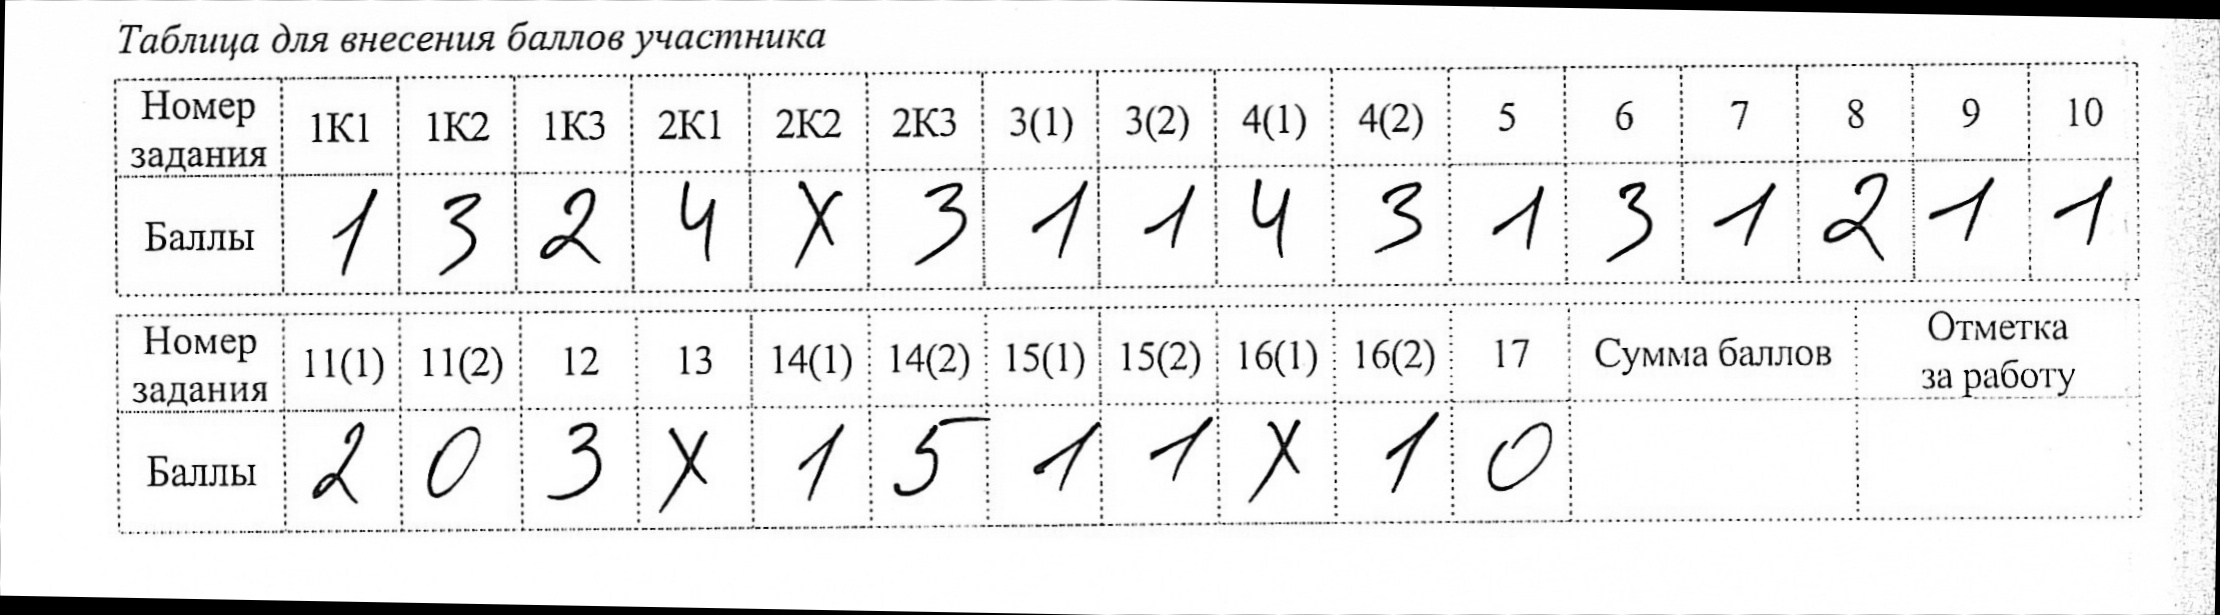 Таблица для внесения баллов участника
Номер задания 1К1 1К2 1К3 2К1 2К2 2К3 3(1) 3(2) 4(1) 4(2) 5 6 7 8 9 10
Баллы 1 3 2 4 X 3 1 1 4 3 1 3 1 2 1 1
Номер задания 11(1) 11(2) 12 13 14(1) 14(2) 15(1) 15(2) 16(1) 16(2) 17 Сумма баллов Отметка за работу
Баллы 2 0 3 X 1 5 1 1 X 1 0